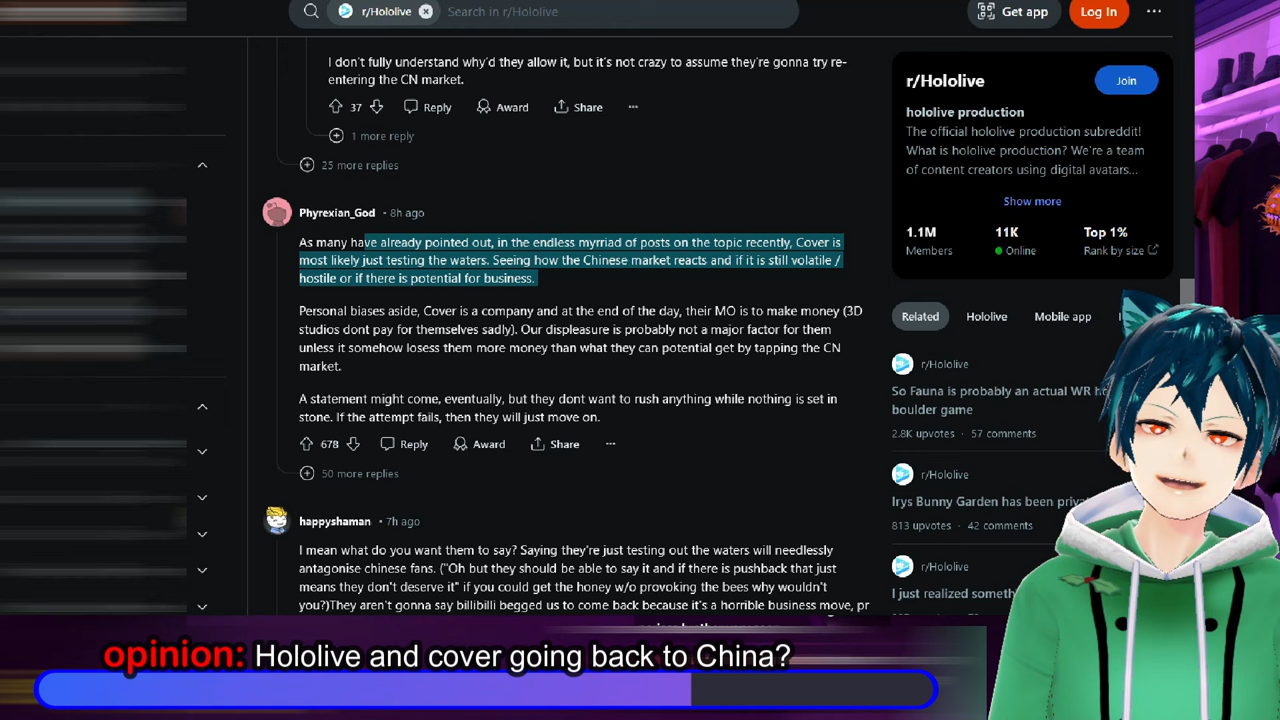 r/Hololive
Search in r/Hololive
Get app
Log In
I don't fully understand why'd they allow it, but it's not crazy to assume they're gonna try re-
entering the CN market.
37
Reply
Award
Share
1 more reply
25 more replies
Phyrexian_God • 8h ago
As many have already pointed out, in the endless myrriad of posts on the topic recently, Cover is
most likely just testing the waters. Seeing how the Chinese market reacts and if it is still volatile /
hostile or if there is potential for business.
Personal biases aside, Cover is a company and at the end of the day, their MO is to make money (3D
studios dont pay for themselves sadly). Our displeasure is probably not a major factor for them
unless it somehow losess them more money than what they can potential get by tapping the CN
market.
A statement might come, eventually, but they dont want to rush anything while nothing is set in
stone. If the attempt fails, then they will just move on.
678
Reply
Award
Share
50 more replies
happyshaman • 7h ago
I mean what do you want them to say? Saying they're just testing out the waters will needlessly
antagonise chinese fans. ("Oh but they should be able to say it and if there is pushback that just
means they don't deserve it" if you could get the honey w/o provoking the bees why wouldn't
you?)They aren't gonna say billibilli begged us to come back because it's a horrible business move, pr
r/Hololive
Join
hololive production
The official hololive production subreddit!
What is hololive production? We're a team
of content creators using digital avatars...
Show more
1.1M
Members
11K
Online
Top 1%
Rank by size
Related
Hololive
Mobile app
r/Hololive
So Fauna is probably an actual WR
boulder game
2.8K upvotes • 57 comments
r/Hololive
Irys Bunny Garden has been
813 upvotes • 42 comments
r/Hololive
I just realized
opinion: Hololive and cover going back to China?